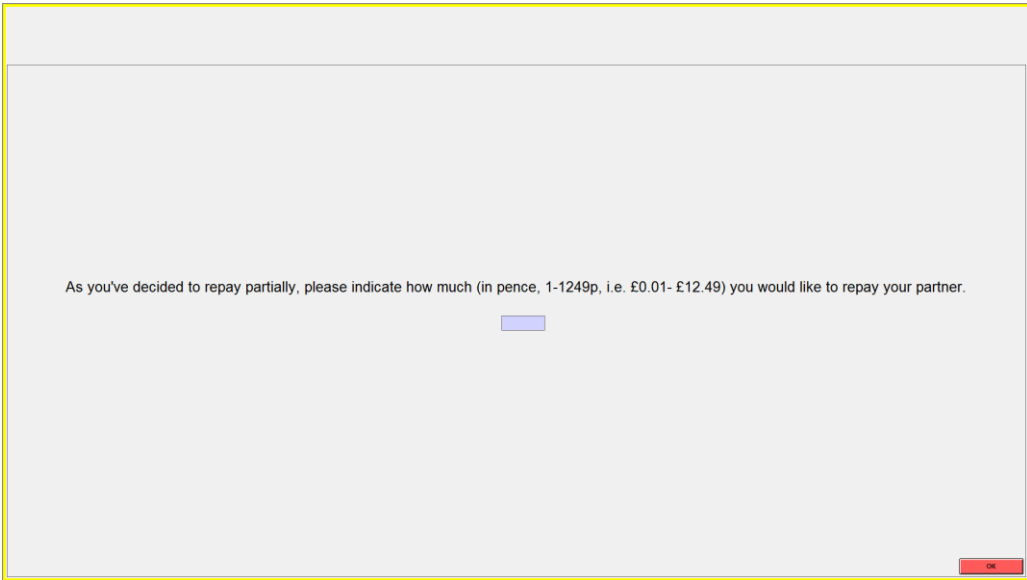 As you've decided to repay partially, please indicate how much (in pence, 1-1249p, i.e. £0.01- £12.49) you would like to repay your partner.
OK